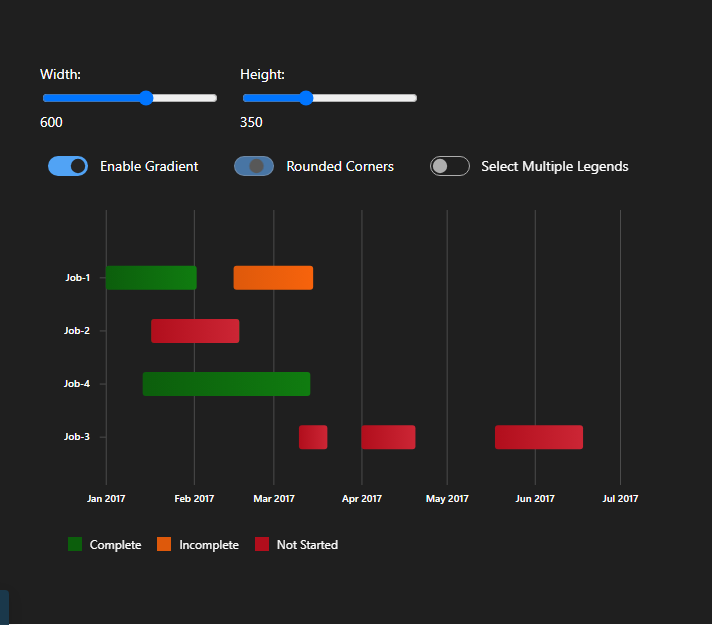 Width: Height:
600 350
Enable Gradient Rounded Corners Select Multiple Legends
Job-1
Job-2
Job-4
Job-3
Jan 2017 Feb 2017 Mar 2017 Apr 2017 May 2017 Jun 2017 Jul 2017
Complete Incomplete Not Started